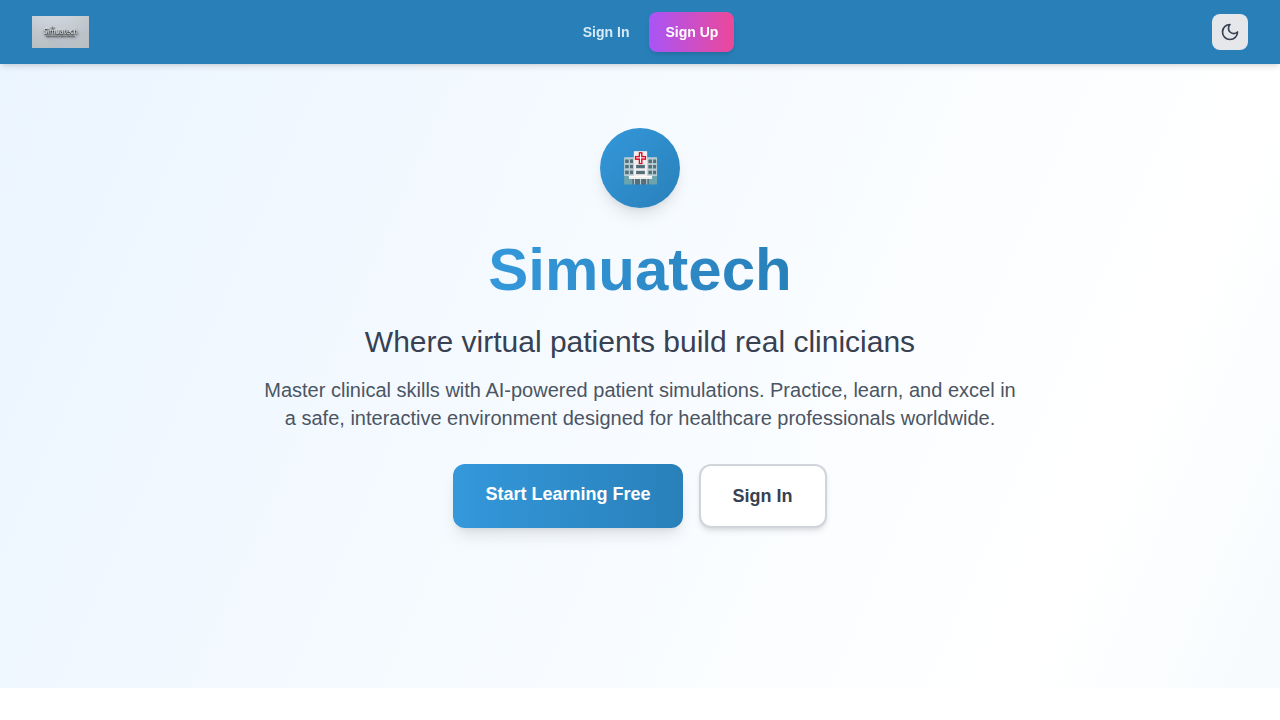 Simuatech
Sign In
Sign Up
Simuatech
Where virtual patients build real clinicians
Master clinical skills with AI-powered patient simulations. Practice, learn, and excel in
a safe, interactive environment designed for healthcare professionals worldwide.
Start Learning Free
Sign In